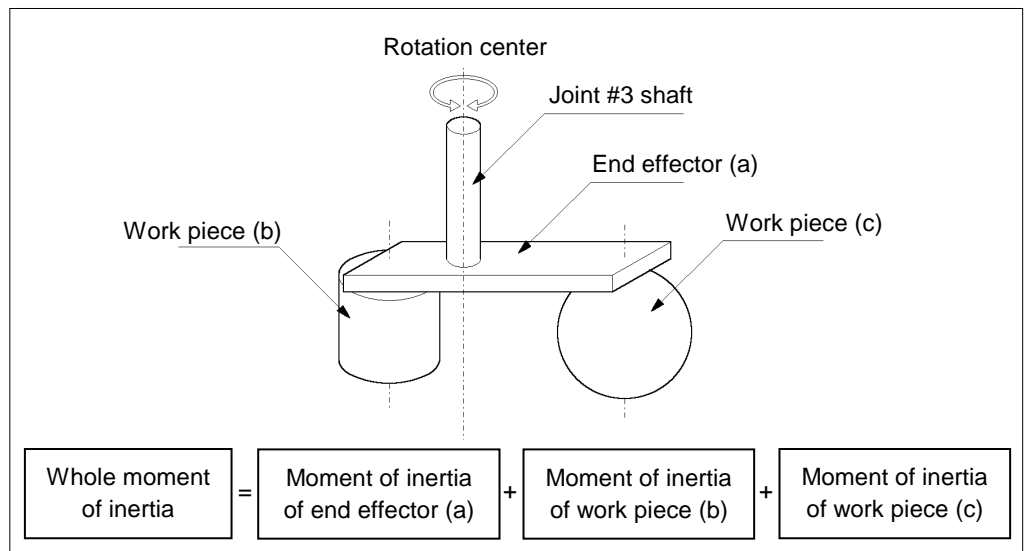 Rotation center
Joint #3 shaft
End effector (a)
Work piece (b)
Work piece (c)
Whole moment
of inertia
=
Moment of inertia
of end effector (a)
+
Moment of inertia
of work piece (b)
+
Moment of inertia
of work piece (c)